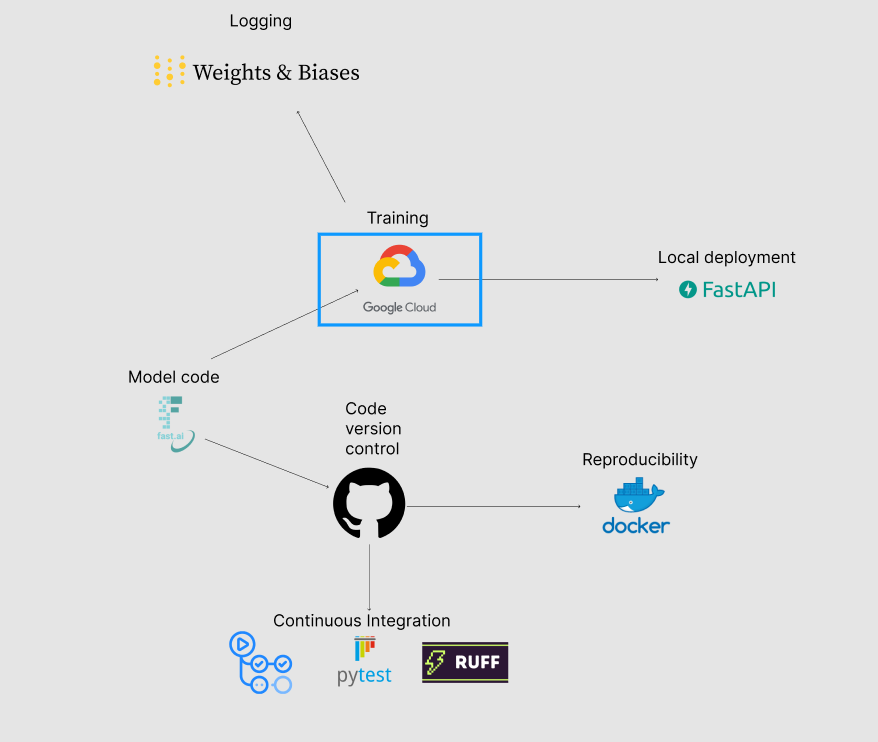 Logging
Weights & Biases
Training
Google Cloud
Local deployment
FastAPI
Model code
fast.ai
Code
version
control
Reproducibility
docker
Continuous Integration
pytest
RUFF